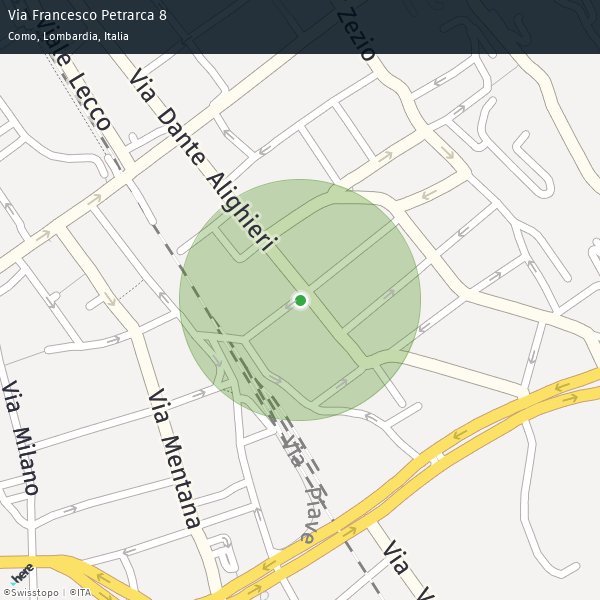 Via Francesco Petrarca 8
Como, Lombardia, Italia
Viale Lecco
Zezio
Via Dante Alighieri
Via Milano
Via Mentana
Via Piave
Via V
here
©Swisstopo | ©ITA